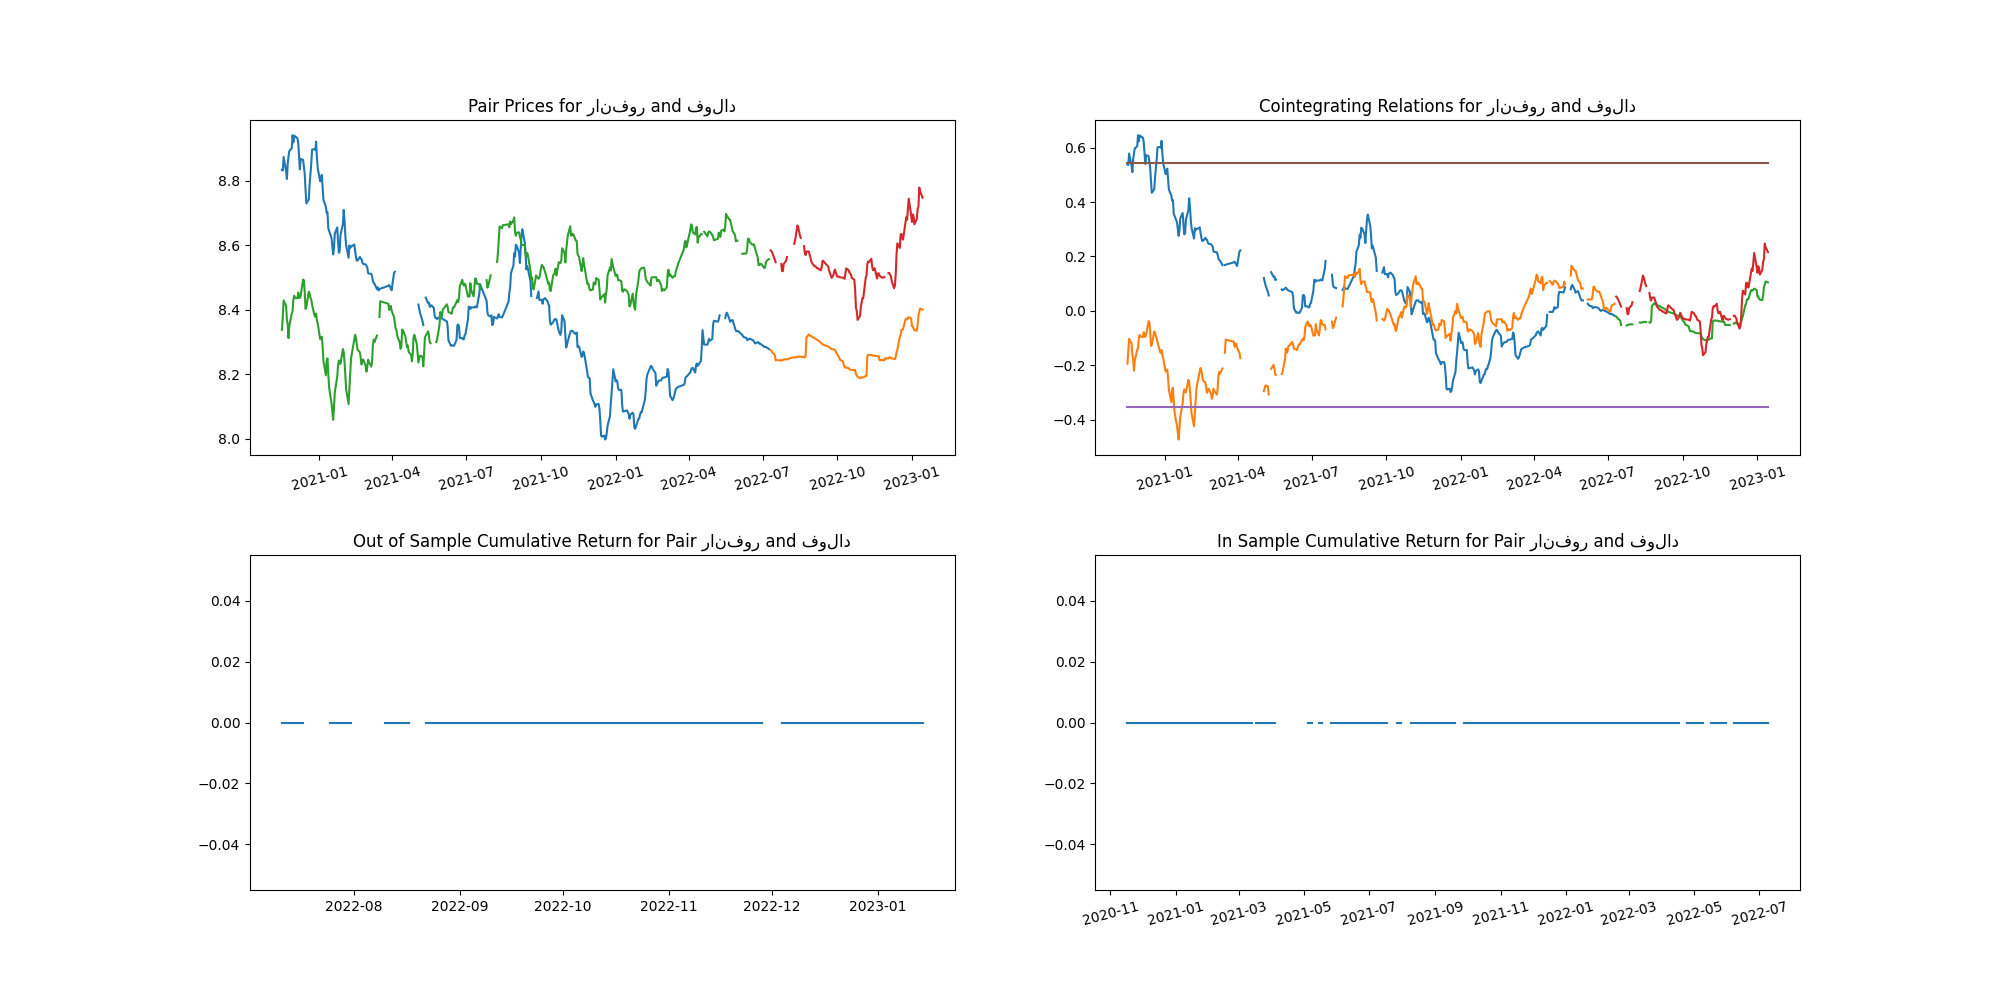 Pair Prices for رانفور and فولاد
8.8
8.6
8.4
8.2
8.0
2021-01 2021-04 2021-07 2021-10 2022-01 2022-04 2022-07 2022-10 2023-01
Cointegrating Relations for رانفور and فولاد
0.6
0.4
0.2
0.0
−0.2
−0.4
2021-01 2021-04 2021-07 2021-10 2022-01 2022-04 2022-07 2022-10 2023-01
Out of Sample Cumulative Return for Pair رانفور and فولاد
0.04
0.02
0.00
−0.02
−0.04
2022-08 2022-09 2022-10 2022-11 2022-12 2023-01
In Sample Cumulative Return for Pair رانفور and فولاد
0.04
0.02
0.00
−0.02
−0.04
2020-11 2021-01 2021-03 2021-05 2021-07 2021-09 2021-11 2022-01 2022-03 2022-05 2022-07